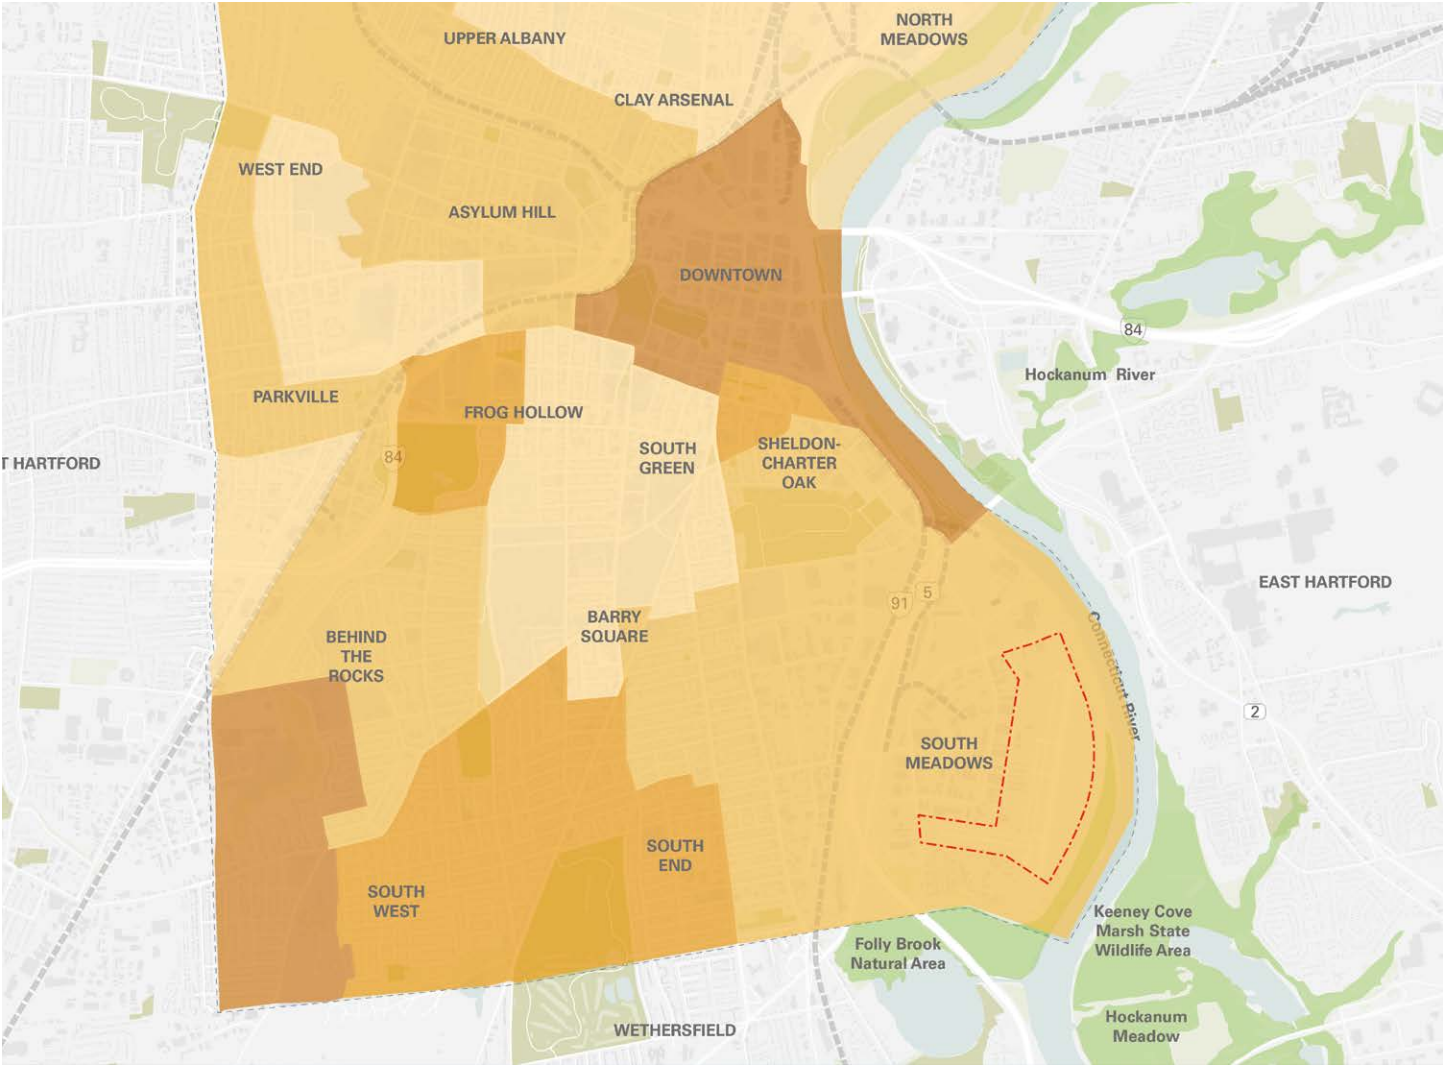 UPPER ALBANY
NORTH
MEADOWS
CLAY ARSENAL
WEST END
ASYLUM HILL
DOWNTOWN
84
Hockanum River
PARKVILLE
FROG HOLLOW
SOUTH
GREEN
SHELDON-
CHARTER
OAK
84
T HARTFORD
EAST HARTFORD
91
5
BARRY
SQUARE
BEHIND
THE
ROCKS
Connecticut River
2
SOUTH
MEADOWS
SOUTH
END
SOUTH
WEST
Keeney Cove
Marsh State
Wildlife Area
Folly Brook
Natural Area
Hockanum
Meadow
WETHERSFIELD